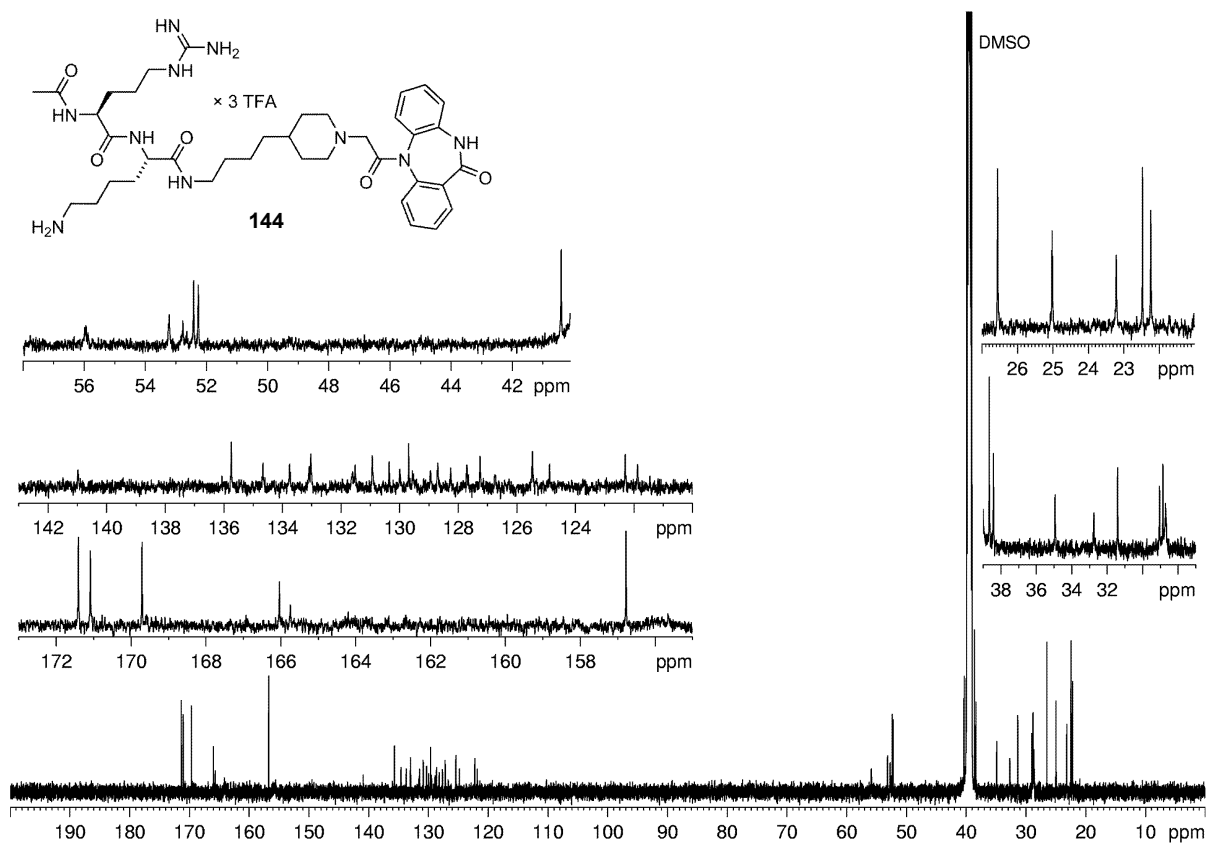 NH
NH₂
NH
O
HN
× 3 TFA
O
HN
O
HN
H₂N
144
N
O
N
NH
O
DMSO
56 54 52 50 48 46 44 42 ppm
26 25 24 23 ppm
142 140 138 136 134 132 130 128 126 124 ppm
38 36 34 32 ppm
172 170 168 166 164 162 160 158 ppm
190 180 170 160 150 140 130 120 110 100 90 80 70 60 50 40 30 20 10 ppm